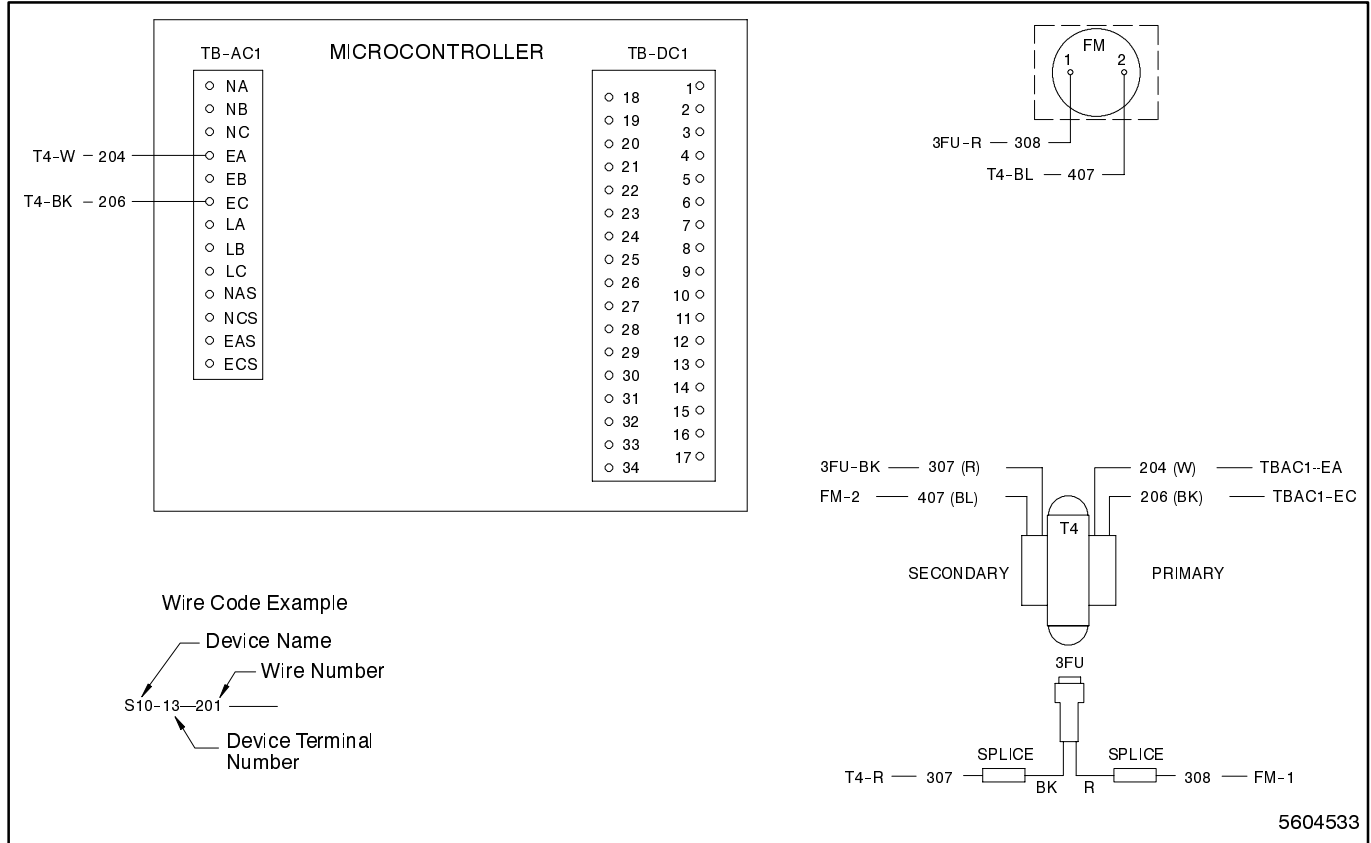 MICROCONTROLLER
TB-AC1
NA
NB
NC
T4-W – 204
EA
EB
T4-BK – 206
EC
LA
LB
LC
NAS
NCS
EAS
ECS
TB-DC1
18
19
20
21
22
23
24
25
26
27
28
29
30
31
32
33
34
1
2
3
4
5
6
7
8
9
10
11
12
13
14
15
16
17
FM
1 2
3FU-R — 308
T4-BL — 407
3FU-BK — 307 (R)
FM-2 — 407 (BL)
204 (W) — TBAC1-EA
206 (BK) — TBAC1-EC
T4
SECONDARY
PRIMARY
3FU
SPLICE SPLICE
T4-R — 307
BK R
308 — FM-1
Wire Code Example
Device Name
Wire Number
S10-13—201
Device Terminal
Number
5604533